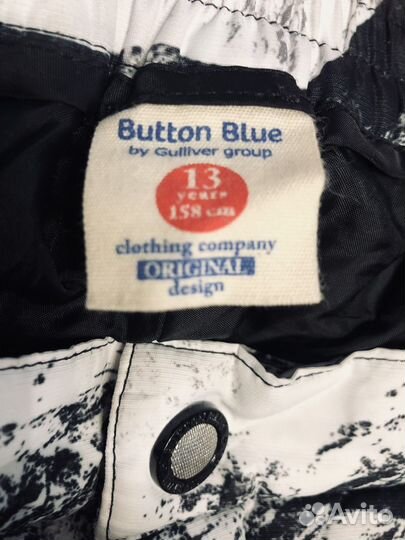 Button Blue
by Gulliver group
13
years
158 cm
clothing company
ORIGINAL
design
Avito